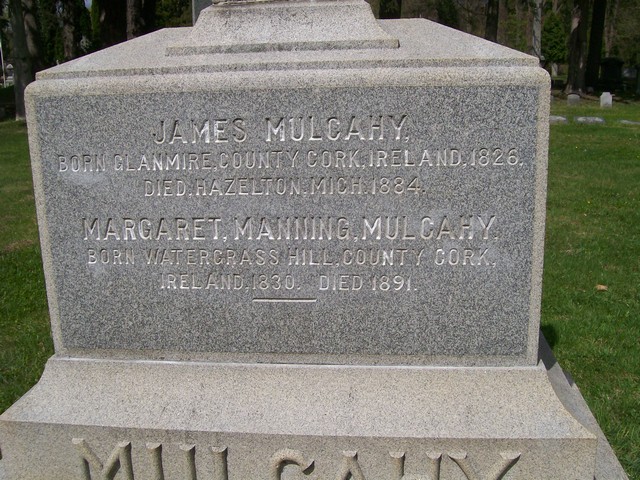 JAMES MULCAHY.
BORN GLANMIRE, COUNTY CORK, IRELAND, 1826.
DIED, HAZELTON, MICH. 1884.
MARGARET, MANNING, MULCAHY.
BORN WATERGRASS HILL, COUNTY CORK,
IRELAND, 1830. DIED 1891.
MULCAHY